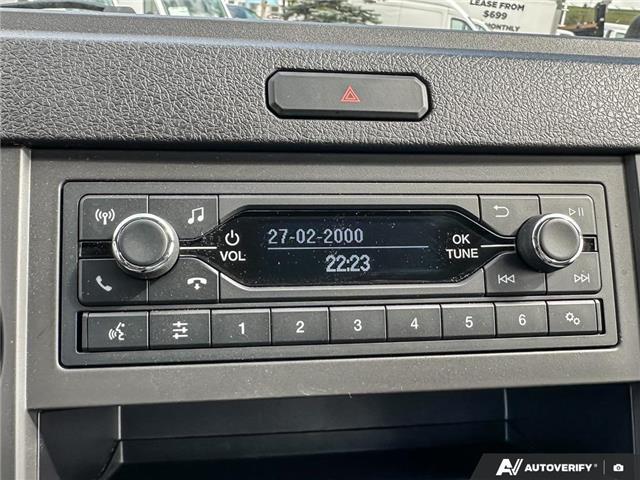 LEASE FROM
$699
MONTHLY
27-02-2000
22:23
VOL
OK
TUNE
1 2 3 4 5 6
AUTOVERIFY